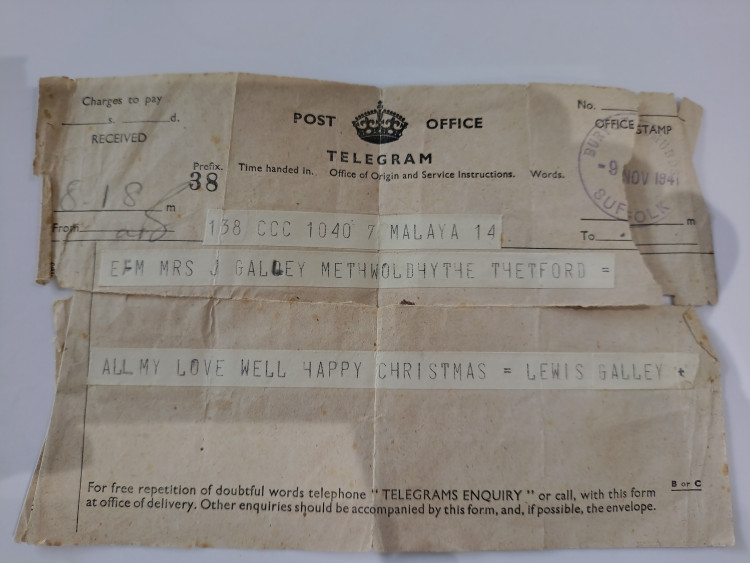 Charges to pay
s. d.
RECEIVED
POST OFFICE
TELEGRAM
Prefix. Time handed in. Office of Origin and Service Instructions. Words.
38
No.
OFFICE STAMP
BURY
-9 NOV 1941
SUFFOLK
8.18 m
From
To m
138 CCC 1040 7 MALAYA 14
EFM MRS J GALLEY METHWOLDHYTHE THETFORD =
ALL MY LOVE WELL HAPPY CHRISTMAS = LEWIS GALLEY +
For free repetition of doubtful words telephone "TELEGRAMS ENQUIRY" or call, with this form
at office of delivery. Other enquiries should be accompanied by this form, and, if possible, the envelope.
B or C